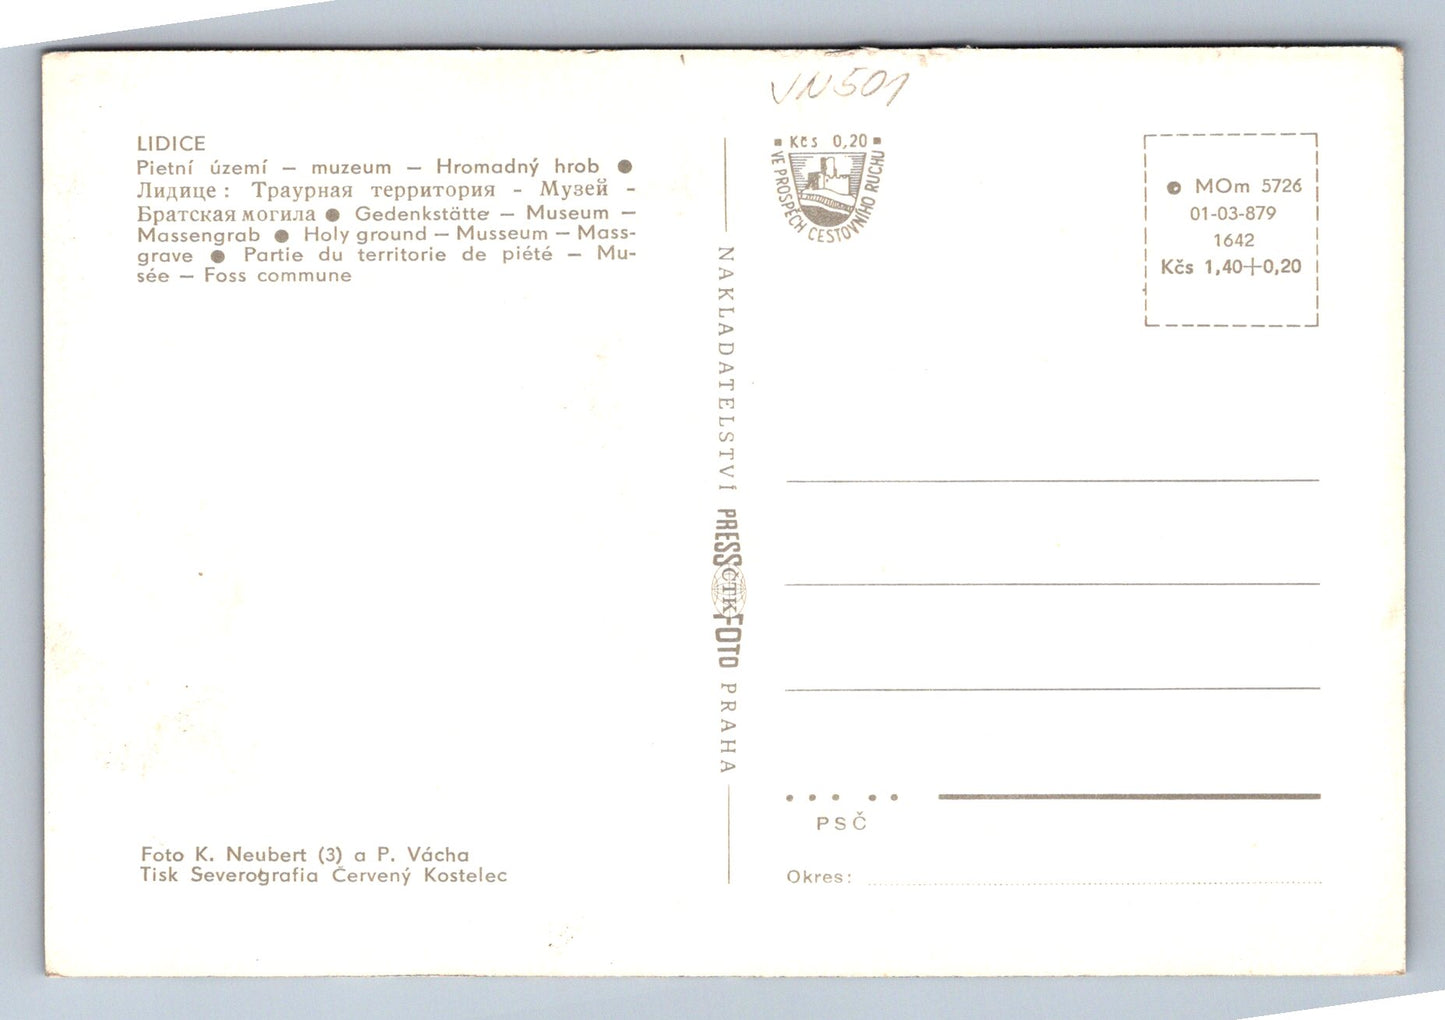 LIDICE
Pietní území – muzeum – Hromadný hrob ●
Лидице: Траурная территория - Музей -
Братская могила ● Gedenkstätte – Museum –
Massengrab ● Holy ground – Musseum – Mass-
grave ● Partie du territorie de piété – Mu-
sée – Foss commune
Foto K. Neubert (3) a P. Vácha
Tisk Severografia Červený Kostelec
NAKLADATELSTVÍ PRESSFOTO PRAHA
ČTK
VN501
Kčs 0,20
VE PROSPĚCH CESTOVNÍHO RUCHU
MOm 5726
01-03-879
1642
Kčs 1,40+0,20
PSČ
Okres: